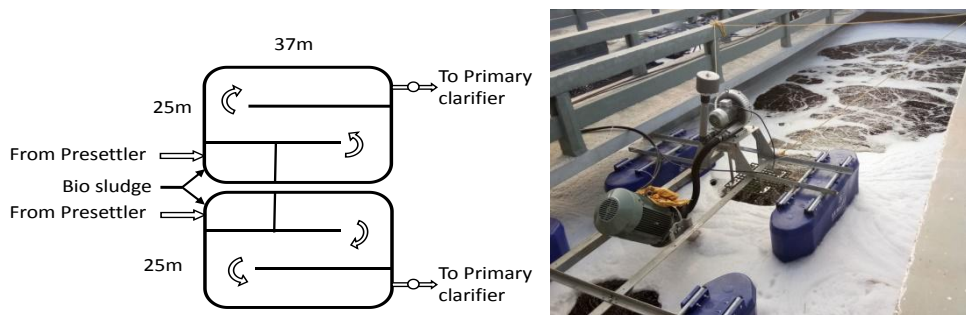 37m
To Primary
clarifier
25m
From Presettler
Bio sludge
From Presettler
25m
To Primary
clarifier